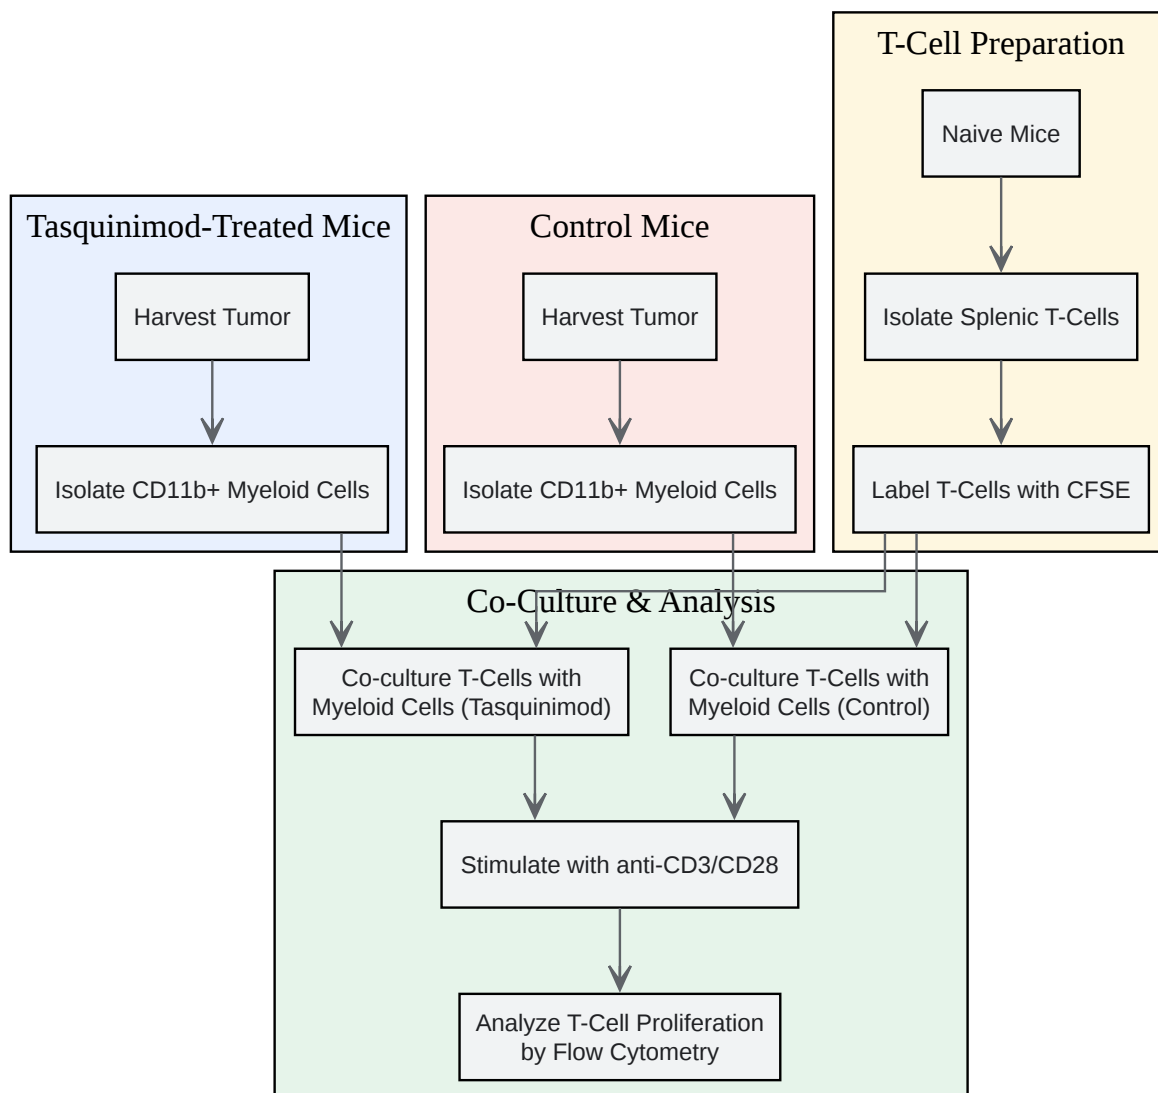 T-Cell Preparation
Naive Mice
Tasquinimod-Treated Mice
Control Mice
Harvest Tumor
Harvest Tumor
Isolate Splenic T-Cells
Isolate CD11b+ Myeloid Cells
Isolate CD11b+ Myeloid Cells
Label T-Cells with CFSE
Co-Culture & Analysis
Co-culture T-Cells with
Myeloid Cells (Tasquinimod)
Co-culture T-Cells with
Myeloid Cells (Control)
Stimulate with anti-CD3/CD28
Analyze T-Cell Proliferation
by Flow Cytometry